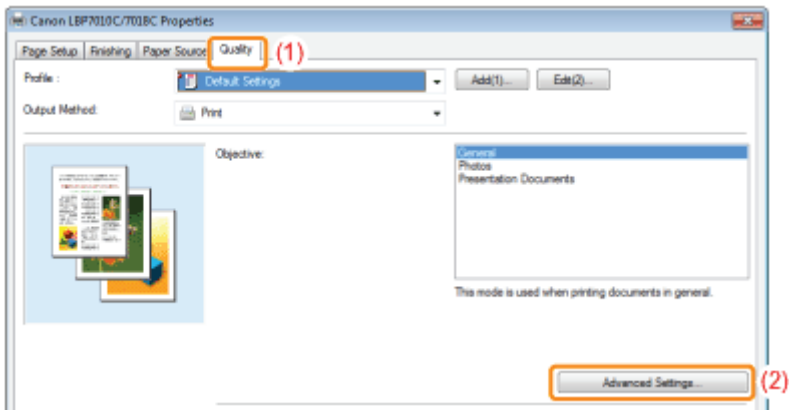 Canon LBP7010C/7018C Properties
Page Setup Finishing Paper Source Quality (1)
Profile : Default Settings Add(1)... Edit(2)...
Output Method: Print
Objective: General
Photos
Presentation Documents
This mode is used when printing documents in general.
Advanced Settings... (2)